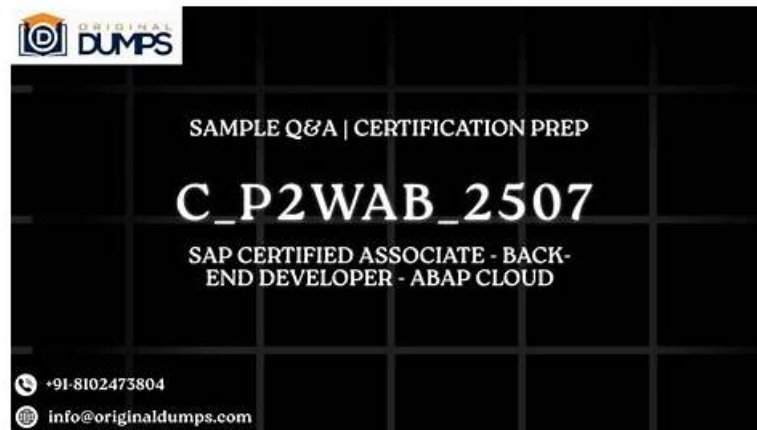 ORIGINAL
DUMPS
SAMPLE Q&A | CERTIFICATION PREP
C_P2WAB_2507
SAP CERTIFIED ASSOCIATE - BACK-
END DEVELOPER - ABAP CLOUD
+91-8102473804
info@originaldumps.com